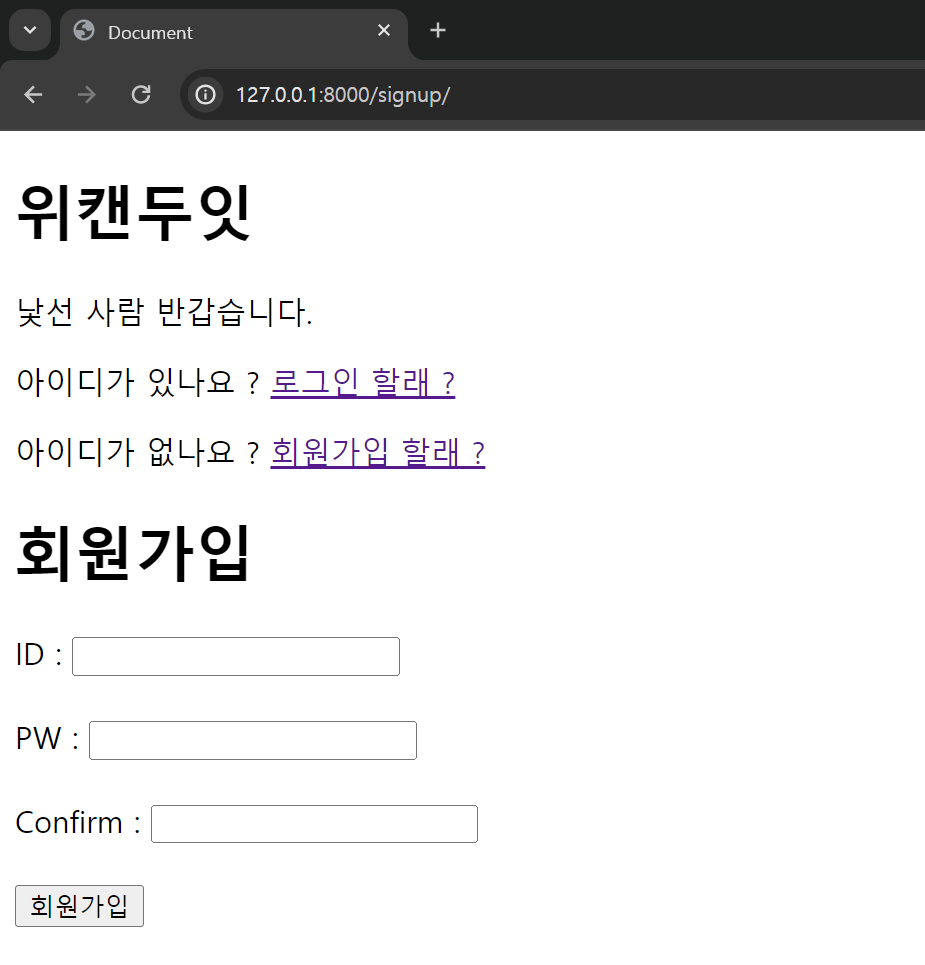 Document
127.0.0.1:8000/signup/
위캔두잇
낯선 사람 반갑습니다.
아이디가 있나요 ? 로그인 할래 ?
아이디가 없나요 ? 회원가입 할래 ?
회원가입
ID :
PW :
Confirm :
회원가입